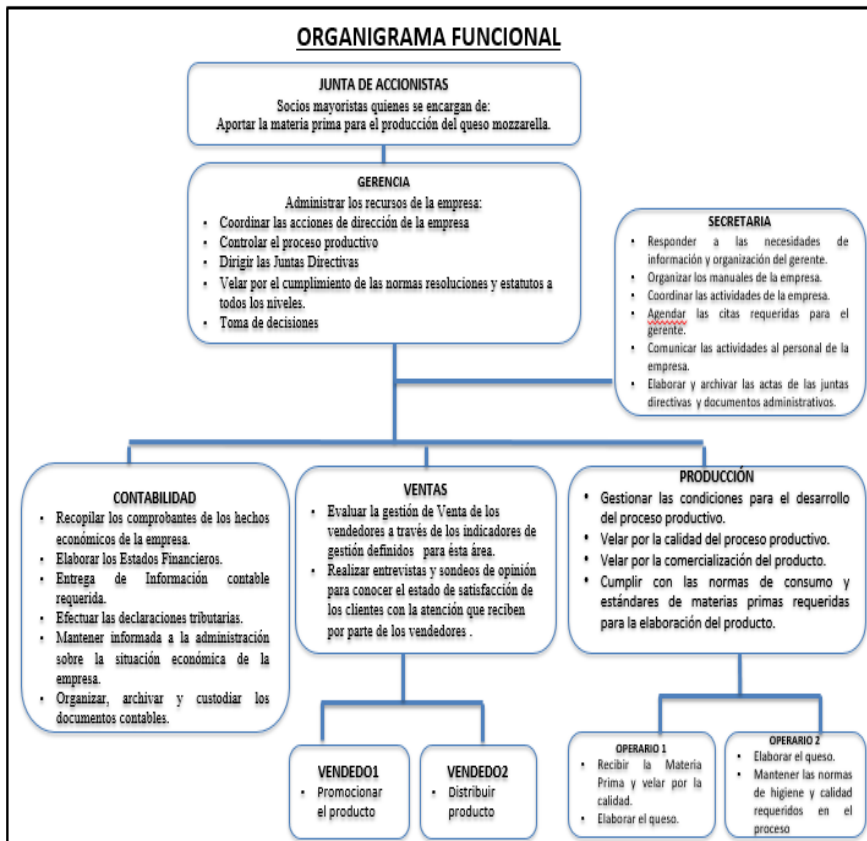 ORGANIGRAMA FUNCIONAL
JUNTA DE ACCIONISTAS
Socios mayoristas quienes se encargan de:
Aportar la materia prima para el producción del queso mozzarella.
GERENCIA
Administrar los recursos de la empresa:
• Coordinar las acciones de dirección de la empresa
• Controlar el proceso productivo
• Dirigir las Juntas Directivas
• Velar por el cumplimiento de las normas resoluciones y estatutos a
todos los niveles.
• Toma de decisiones
SECRETARIA
• Responder a las necesidades de
información y organización del gerente.
• Organizar los manuales de la empresa.
• Coordinar las actividades de la empresa.
• Agendar las citas requeridas para el
gerente.
• Comunicar las actividades al personal de la
empresa.
• Elaborar y archivar las actas de las juntas
directivas y documentos administrativos.
CONTABILIDAD
• Recopilar los comprobantes de los hechos
económicos de la empresa.
• Elaborar los Estados Financieros.
• Entrega de Información contable
requerida.
• Efectuar las declaraciones tributarias.
• Mantener informada a la administración
sobre la situación económica de la
empresa.
• Organizar, archivar y custodiar los
documentos contables.
VENTAS
• Evaluar la gestión de Venta de los
vendedores a través de los indicadores de
gestión definidos para ésta área.
• Realizar entrevistas y sondeos de opinión
para conocer el estado de satisfacción de
los clientes con la atención que reciben
por parte de los vendedores .
PRODUCCIÓN
• Gestionar las condiciones para el desarrollo
del proceso productivo.
• Velar por la calidad del proceso productivo.
• Velar por la comercialización del producto.
• Cumplir con las normas de consumo y
estándares de materias primas requeridas
para la elaboración del producto.
VENDEDO1
• Promocionar
el producto
VENDEDO2
• Distribuir
producto
OPERARIO 1
• Recibir la Materia
Prima y velar por la
calidad.
• Elaborar el queso.
OPERARIO 2
• Elaborar el queso.
• Mantener las normas
de higiene y calidad
requeridos en el
proceso